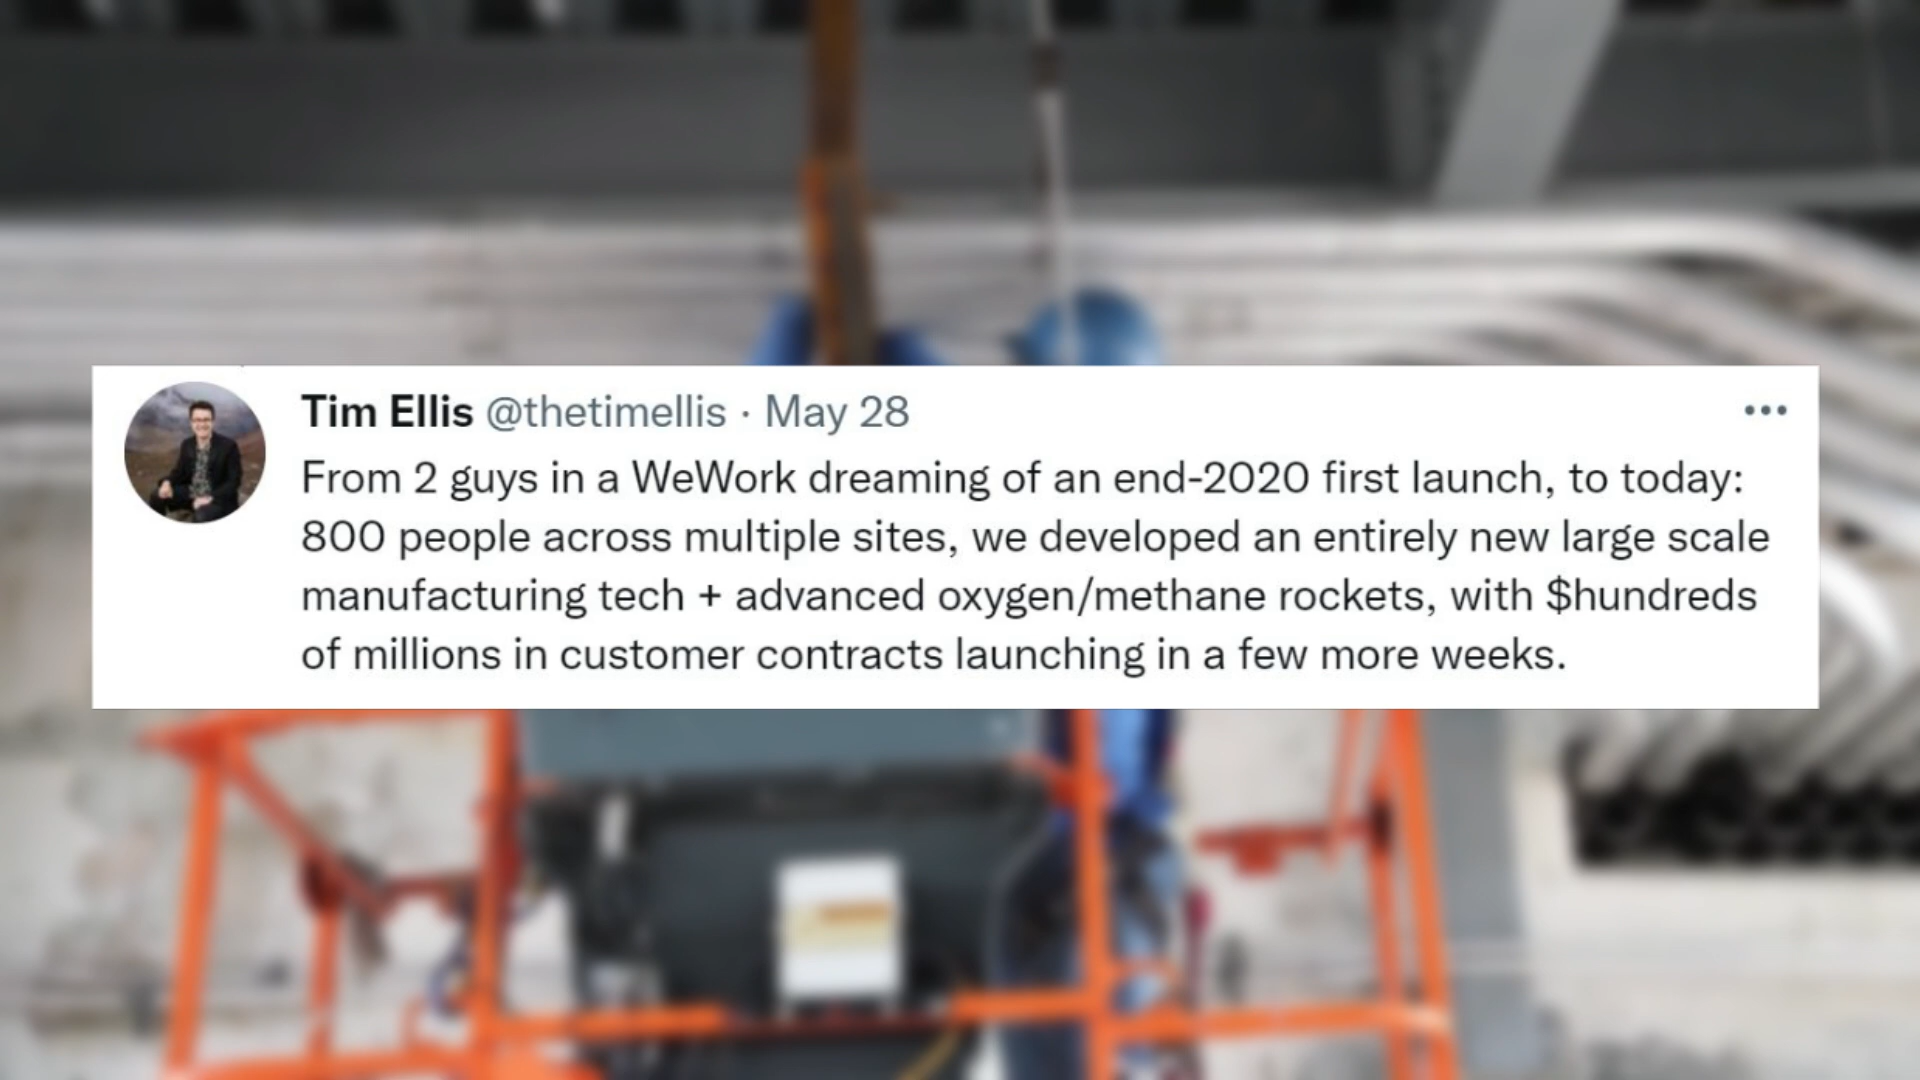 Tim Ellis @thetimellis · May 28
From 2 guys in a WeWork dreaming of an end-2020 first launch, to today:
800 people across multiple sites, we developed an entirely new large scale
manufacturing tech + advanced oxygen/methane rockets, with $hundreds
of millions in customer contracts launching in a few more weeks.